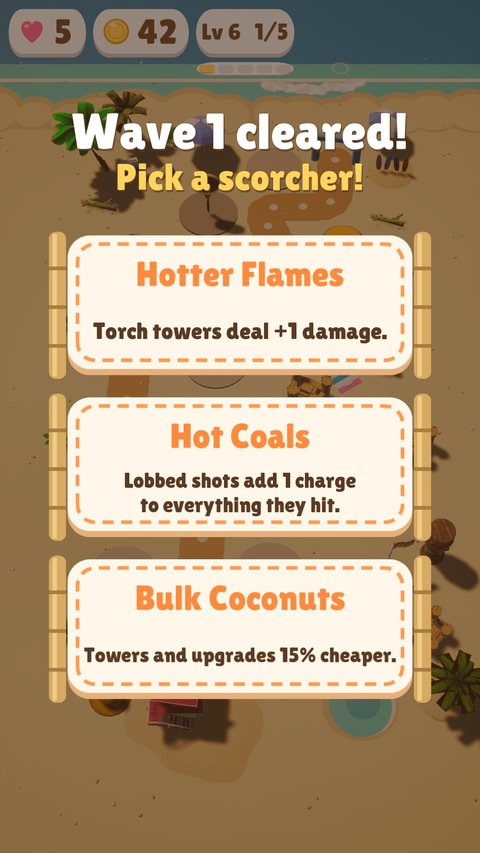 5
42
Lv 6 1/5
Wave 1 cleared!
Pick a scorcher!
Hotter Flames
Torch towers deal +1 damage.
Hot Coals
Lobbed shots add 1 charge
to everything they hit.
Bulk Coconuts
Towers and upgrades 15% cheaper.